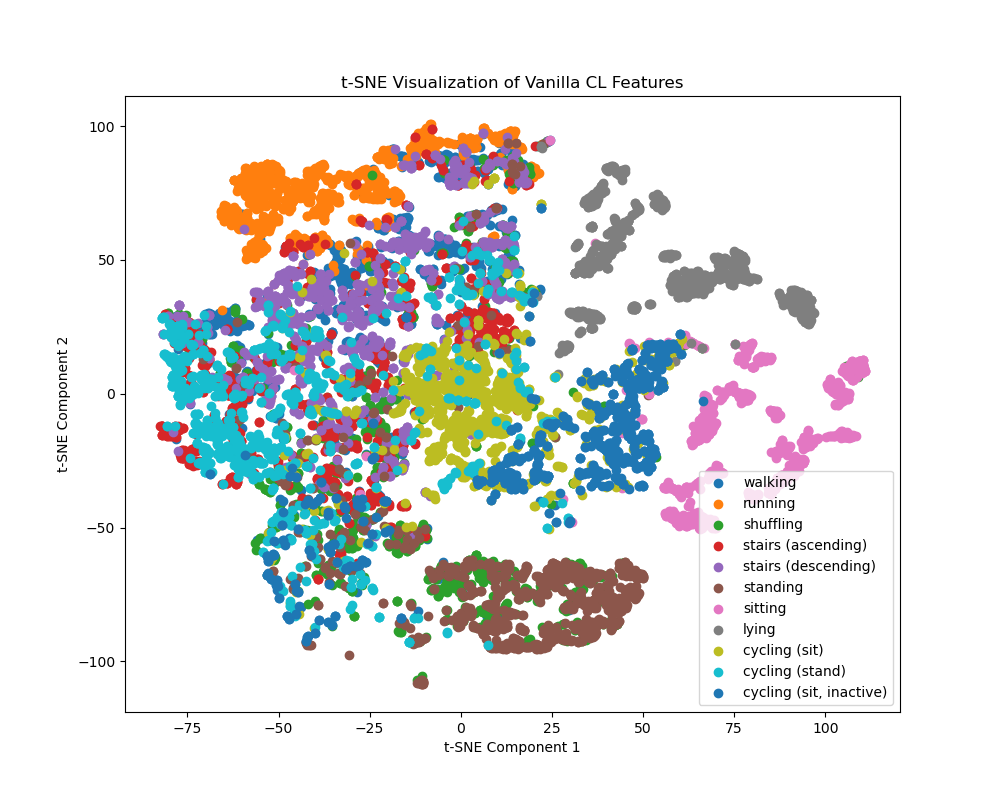 t-SNE Visualization of Vanilla CL Features
100
50
0
−50
−100
t-SNE Component 2
−75
−50
−25
0
25
50
75
100
t-SNE Component 1
walking
running
shuffling
stairs (ascending)
stairs (descending)
standing
sitting
lying
cycling (sit)
cycling (stand)
cycling (sit, inactive)